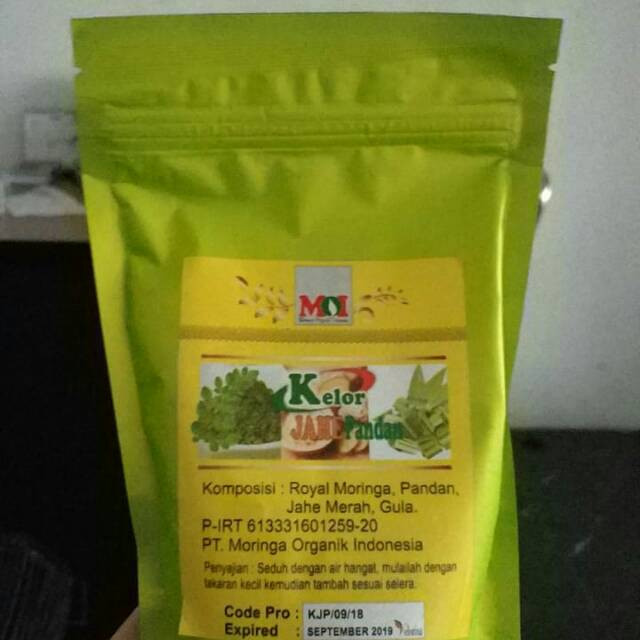 MOI
Kelor
JAHE Pandan
Komposisi : Royal Moringa, Pandan,
Jahe Merah, Gula.
P-IRT 613331601259-20
PT. Moringa Organik Indonesia
Penyajian : Seduh dengan air hangat, mulailah dengan
takaran kecil kemudian tambah sesuai selera.
Code Pro : KJP/09/18
Expired : SEPTEMBER 2019